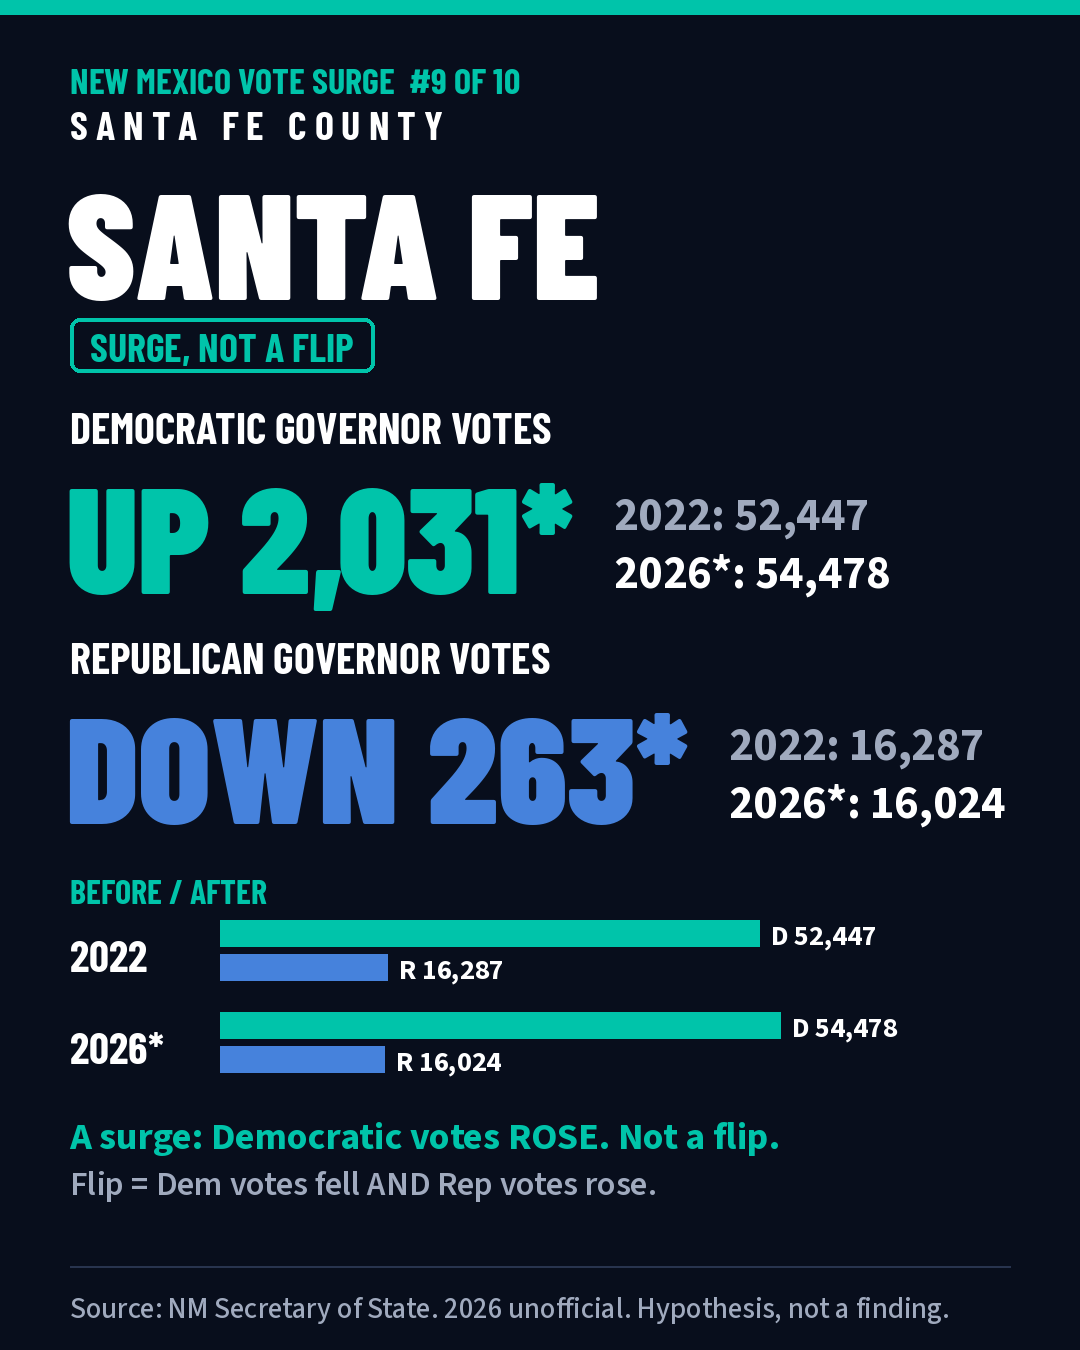 NEW MEXICO VOTE SURGE #9 OF 10
SANTA FE COUNTY
SANTA FE
SURGE, NOT A FLIP
DEMOCRATIC GOVERNOR VOTES
UP 2,031*
2022: 52,447
2026*: 54,478
REPUBLICAN GOVERNOR VOTES
DOWN 263*
2022: 16,287
2026*: 16,024
BEFORE / AFTER
2022
D 52,447
R 16,287
2026*
D 54,478
R 16,024
A surge: Democratic votes ROSE. Not a flip.
Flip = Dem votes fell AND Rep votes rose.
Source: NM Secretary of State. 2026 unofficial. Hypothesis, not a finding.